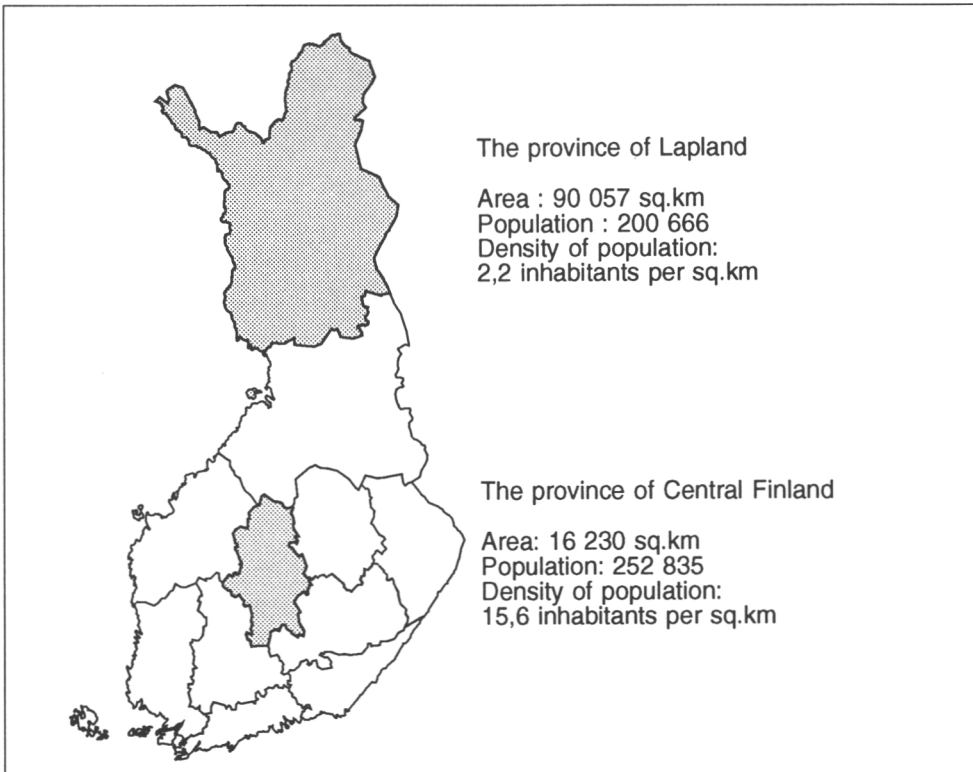 The province of Lapland
Area : 90 057 sq.km
Population : 200 666
Density of population:
2,2 inhabitants per sq.km
The province of Central Finland
Area: 16 230 sq.km
Population: 252 835
Density of population:
15,6 inhabitants per sq.km